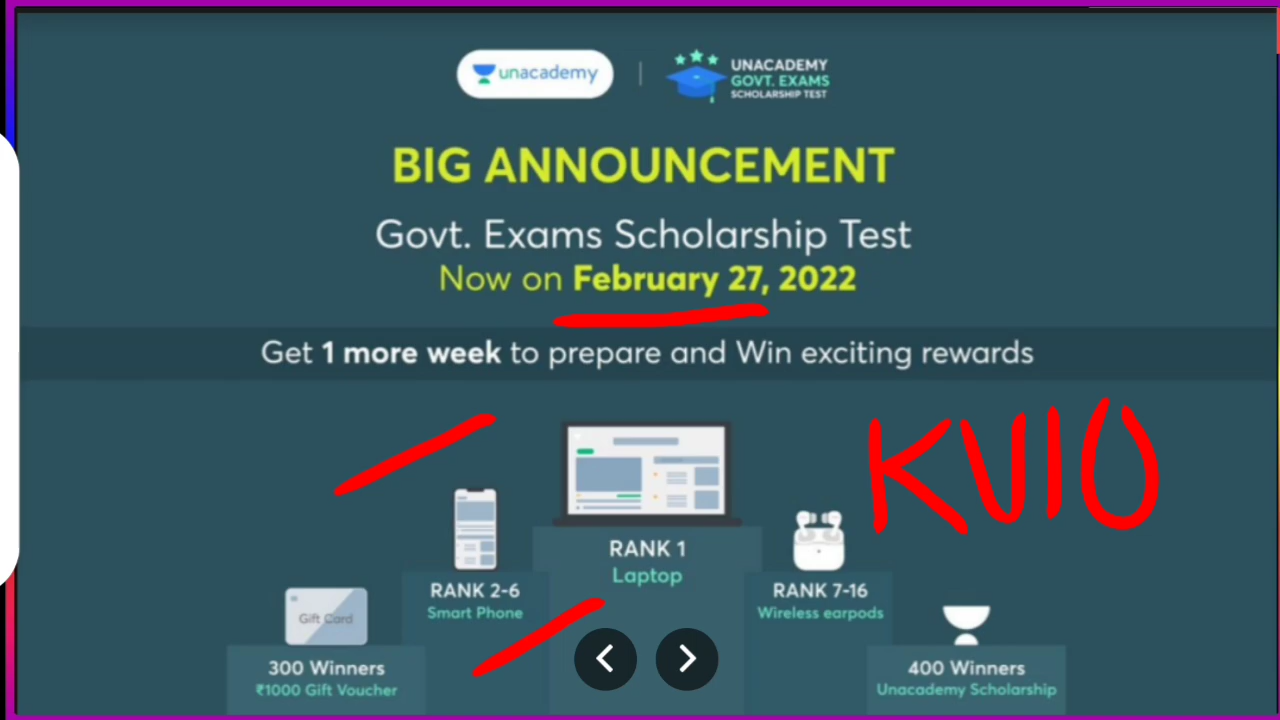 unacademy
UNACADEMY
GOVT. EXAMS
SCHOLARSHIP TEST
BIG ANNOUNCEMENT
Govt. Exams Scholarship Test
Now on February 27, 2022
Get 1 more week to prepare and Win exciting rewards
KV10
RANK 1
Laptop
RANK 2-6
Smart Phone
RANK 7-16
Wireless earpods
Gift Card
300 Winners
₹1000 Gift Voucher
400 Winners
Unacademy Scholarship